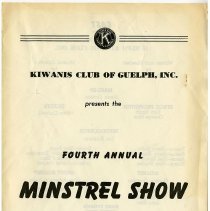 K
KIWANIS CLUB OF GUELPH, INC.
presents the
FOURTH ANNUAL
MINSTREL SHOW